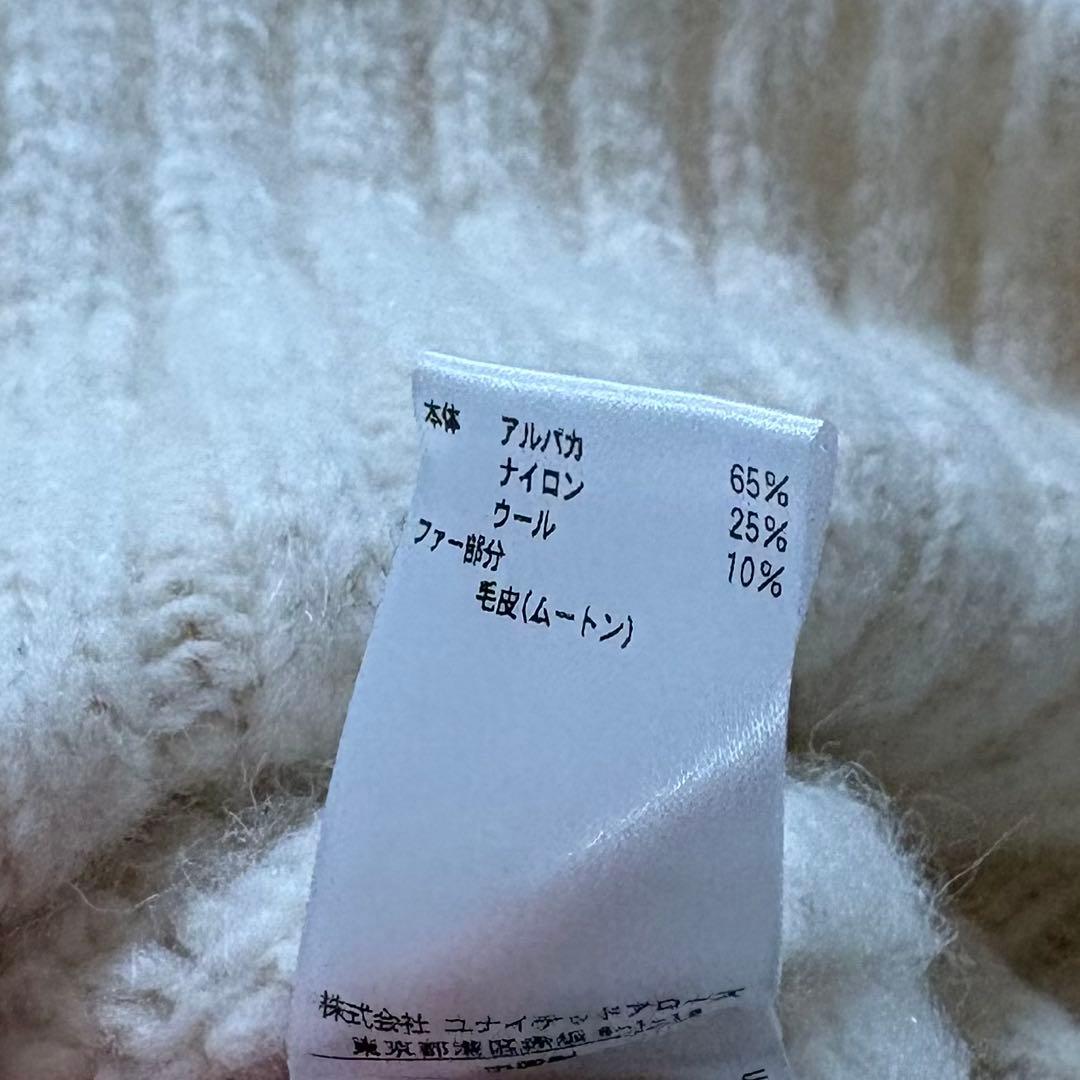 本体 アルパカ 65%
ナイロン 25%
ウール 10%
ファー部分
毛皮(ムートン)
株式会社